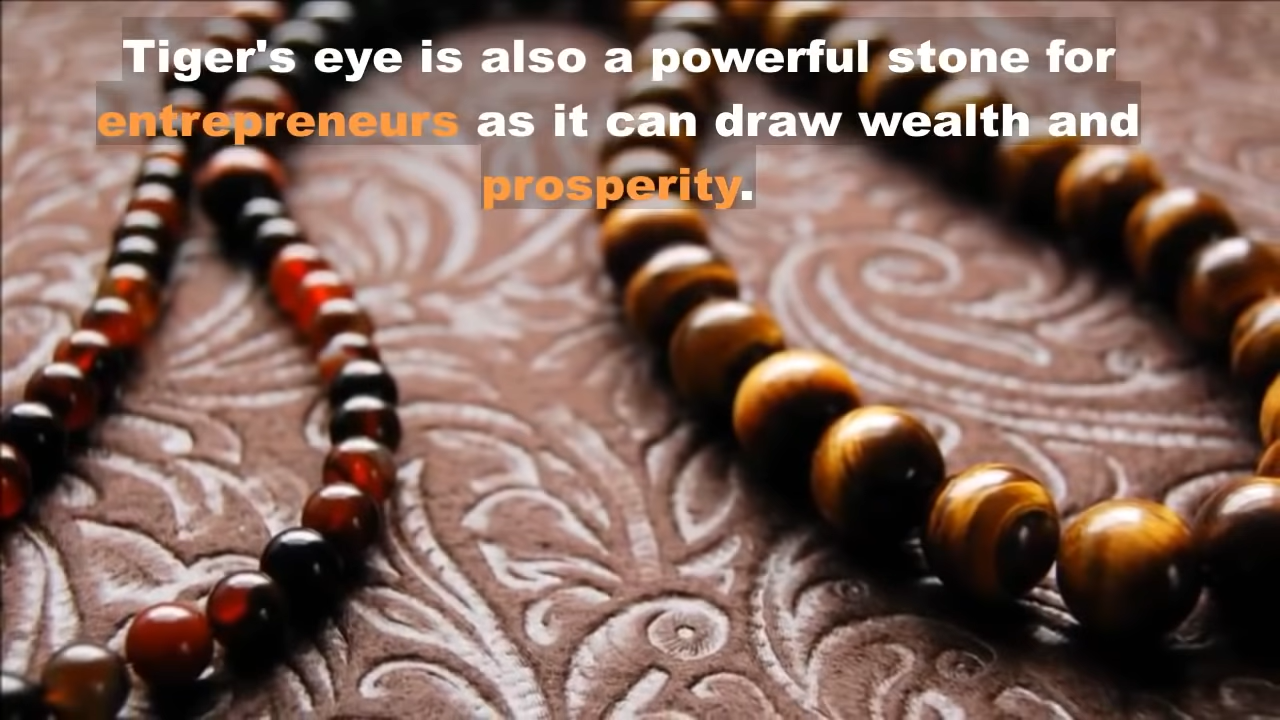 Tiger's eye is also a powerful stone for
entrepreneurs as it can draw wealth and
prosperity.